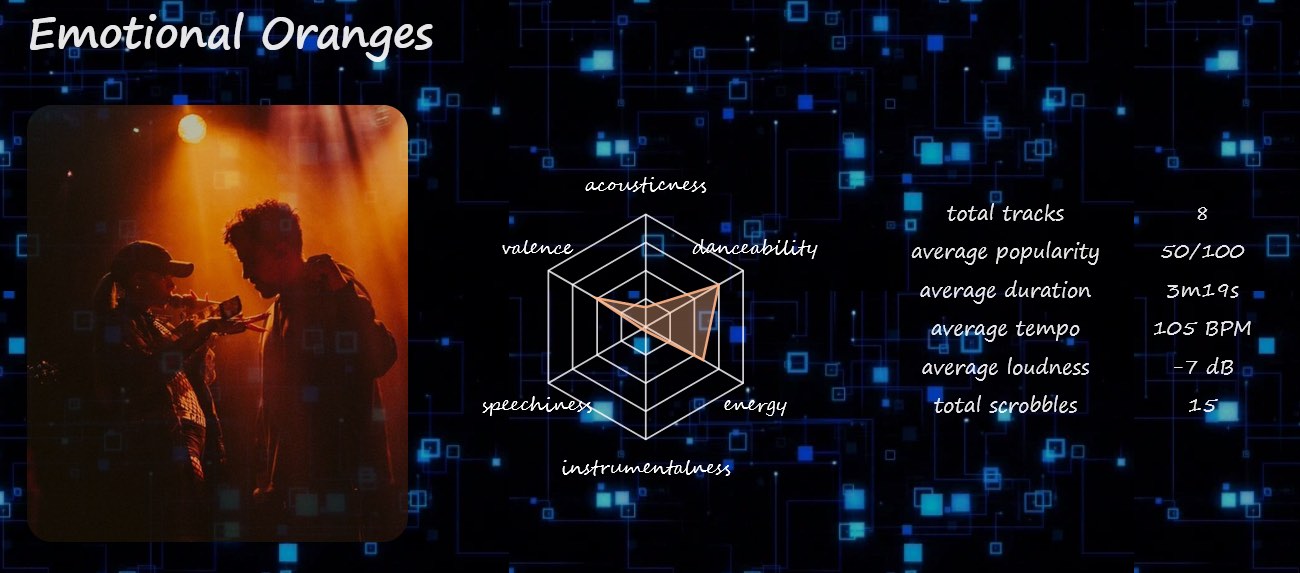 Emotional Oranges
acousticness
valence
danceability
speechiness
energy
instrumentalness
total tracks 8
average popularity 50/100
average duration 3m19s
average tempo 105 BPM
average loudness -7 dB
total scrobbles 15